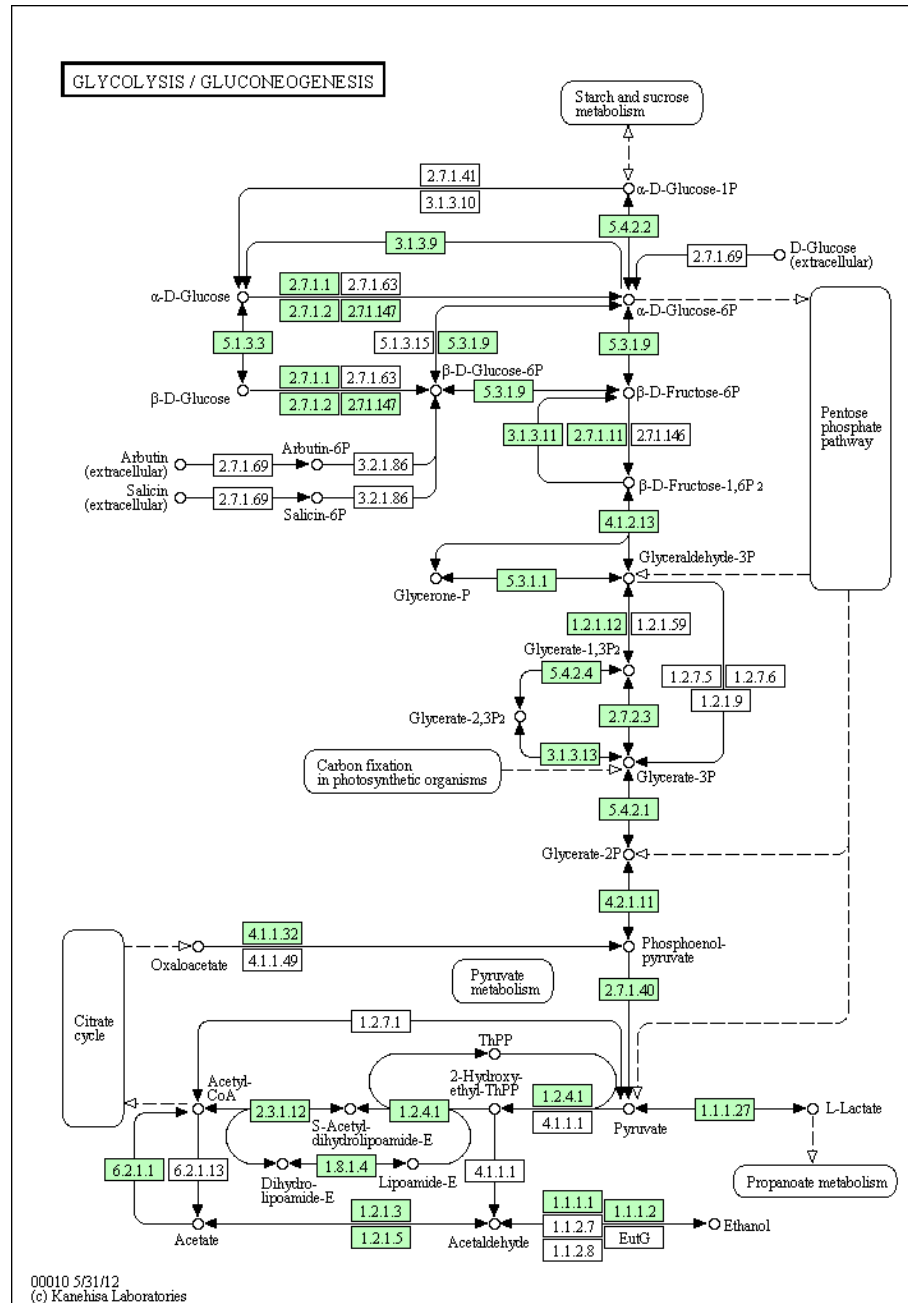 GLYCOLYSIS / GLUCONEOGENESIS
Starch and sucrose
metabolism
2.7.1.41
3.1.3.10
α-D-Glucose-1P
5.4.2.2
3.1.3.9
2.7.1.69
D-Glucose
(extracellular)
α-D-Glucose
2.7.1.1
2.7.1.63
2.7.1.2
2.7.1.147
α-D-Glucose-6P
5.1.3.3
5.1.3.15
5.3.1.9
5.3.1.9
β-D-Glucose
2.7.1.1
2.7.1.63
2.7.1.2
2.7.1.147
β-D-Glucose-6P
5.3.1.9
β-D-Fructose-6P
Pentose
phosphate
pathway
3.1.3.11
2.7.1.11
2.7.1.146
Arbutin
(extracellular)
2.7.1.69
Arbutin-6P
3.2.1.86
Salicin
(extracellular)
2.7.1.69
Salicin-6P
3.2.1.86
β-D-Fructose-1,6P2
4.1.2.13
Glyceraldehyde-3P
Glycerone-P
5.3.1.1
1.2.1.12
1.2.1.59
Glycerate-1,3P2
5.4.2.4
1.2.7.5
1.2.7.6
1.2.1.9
Glycerate-2,3P2
2.7.2.3
3.1.3.13
Carbon fixation
in photosynthetic organisms
Glycerate-3P
5.4.2.1
Glycerate-2P
4.2.1.11
4.1.1.32
Oxaloacetate
4.1.1.49
Phosphoenol-
pyruvate
Pyruvate
metabolism
2.7.1.40
Citrate
cycle
1.2.7.1
ThPP
Acetyl-
CoA
2-Hydroxy-
ethyl-ThPP
2.3.1.12
S-Acetyl-
dihydrolipoamide-E
1.2.4.1
1.2.4.1
4.1.1.1
Pyruvate
1.1.1.27
L-Lactate
6.2.1.1
6.2.1.13
Dihydro-
lipoamide-E
1.8.1.4
Lipoamide-E
4.1.1.1
Propanoate metabolism
Acetate
1.2.1.3
1.2.1.5
Acetaldehyde
1.1.1.1
1.1.2.7
1.1.2.8
1.1.1.2
EutG
Ethanol
00010 5/31/12
(c) Kanehisa Laboratories